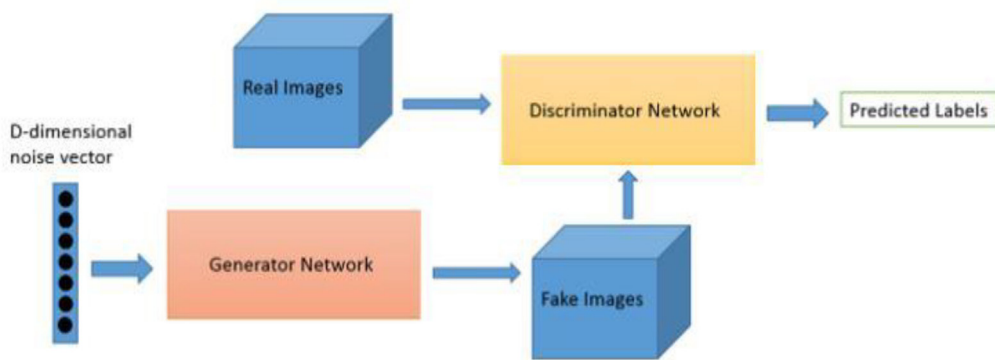 Real Images
Discriminator Network
Predicted Labels
D-dimensional
noise vector
Generator Network
Fake Images